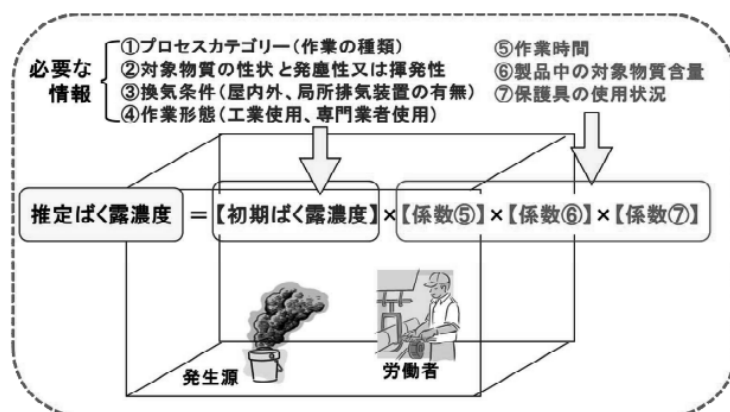 必要な
情報
①プロセスカテゴリー(作業の種類)
②対象物質の性状と発塵性又は揮発性
③換気条件(屋内外、局所排気装置の有無)
④作業形態(工業使用、専門業者使用)
⑤作業時間
⑥製品中の対象物質含量
⑦保護具の使用状況
推定ばく露濃度 = 【初期ばく露濃度】×【係数⑤】×【係数⑥】×【係数⑦】
発生源
労働者